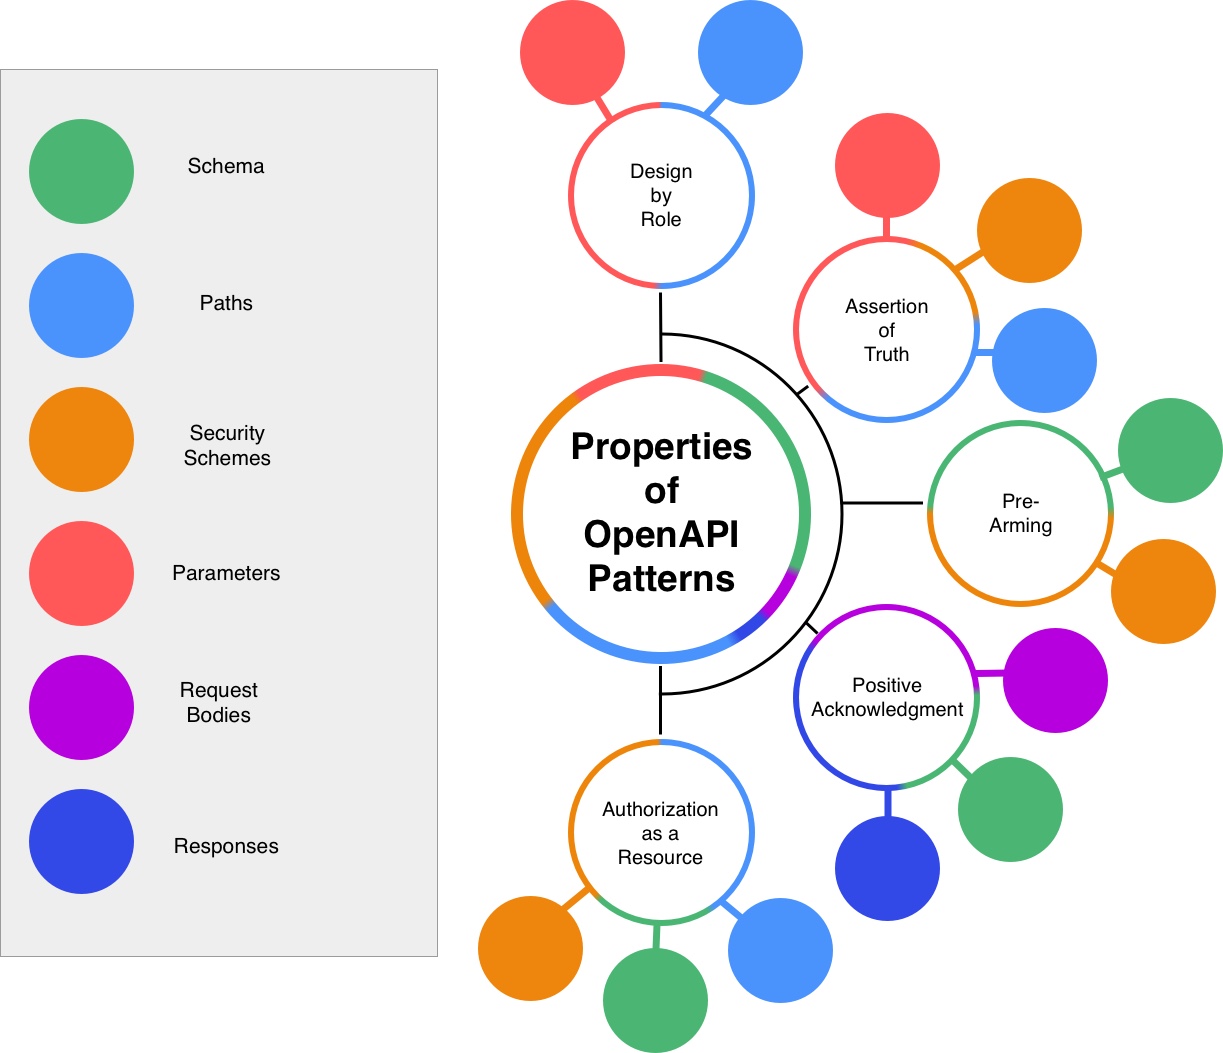 Schema
Paths
Security
Schemes
Parameters
Request
Bodies
Responses
Design
by
Role
Assertion
of
Truth
Properties
of
OpenAPI
Patterns
Pre-
Arming
Positive
Acknowledgment
Authorization
as a
Resource